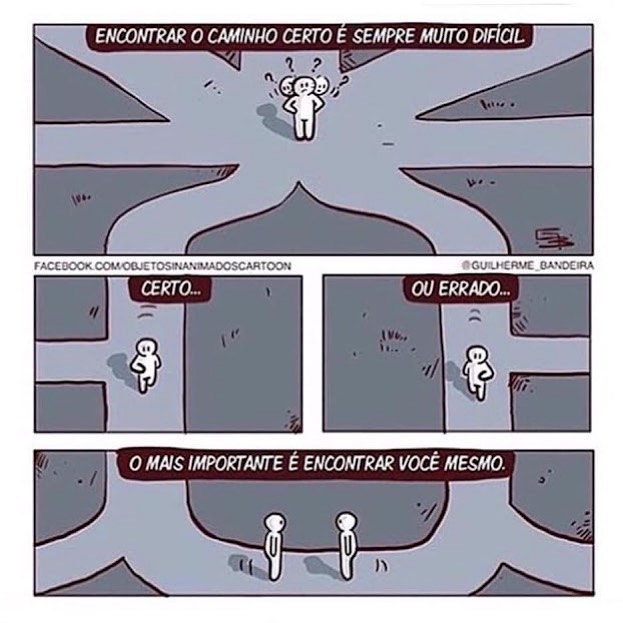 ENCONTRAR O CAMINHO CERTO É SEMPRE MUITO DIFÍCIL
FACEBOOK.COM/OBJETOSINANIMADOSCARTOON
@GUILHERME_BANDEIRA
CERTO...
OU ERRADO...
O MAIS IMPORTANTE É ENCONTRAR VOCÊ MESMO.